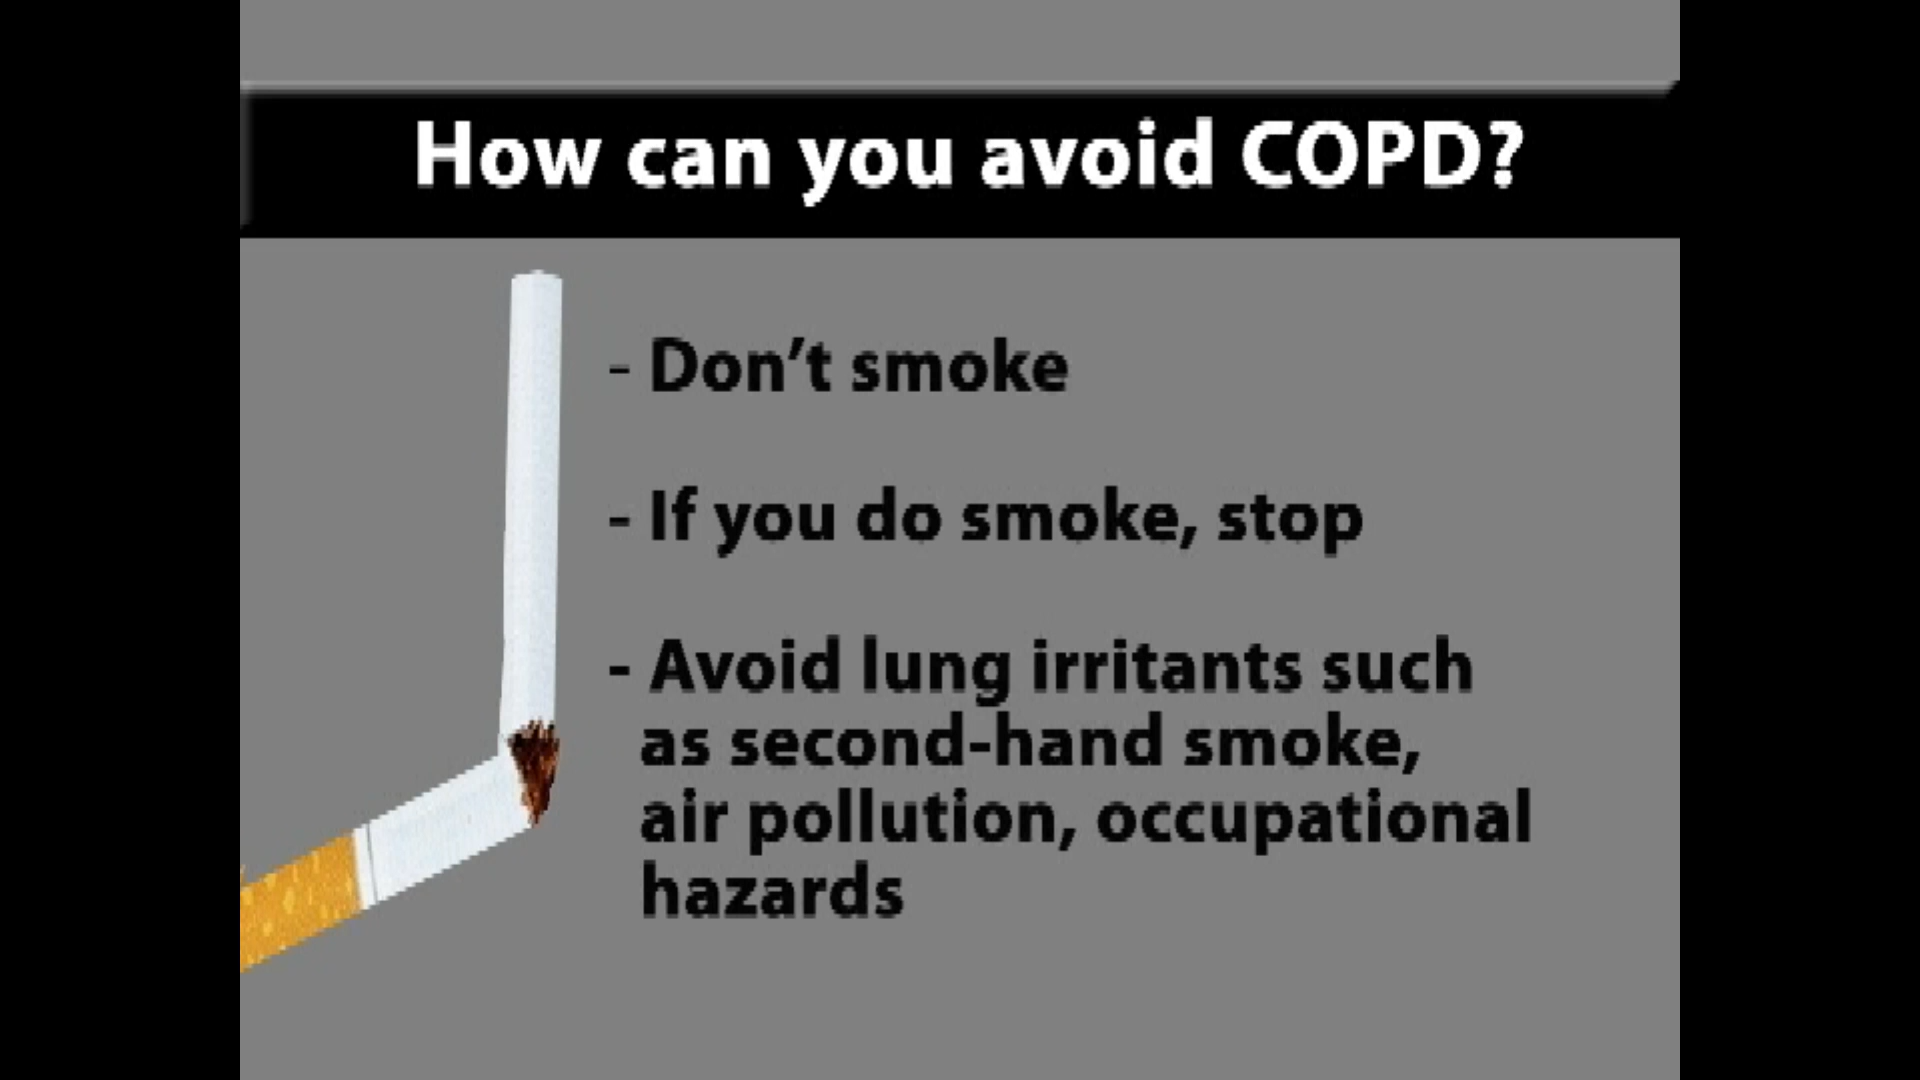 How can you avoid COPD?
- Don’t smoke
- If you do smoke, stop
- Avoid lung irritants such
as second-hand smoke,
air pollution, occupational
hazards